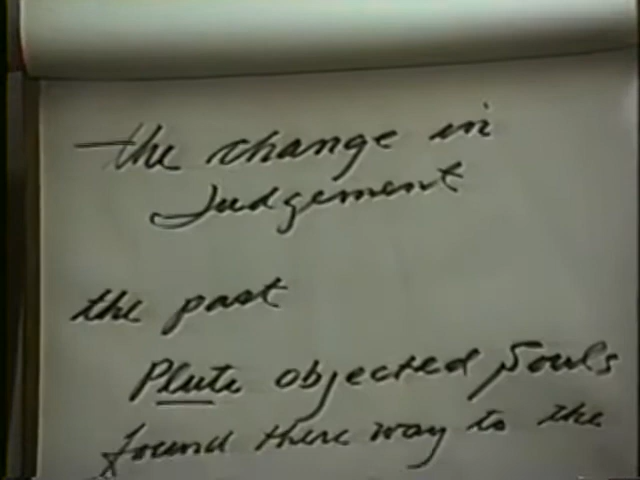 the change in
Judgement
the past
Pluto objected Souls
found there way to the